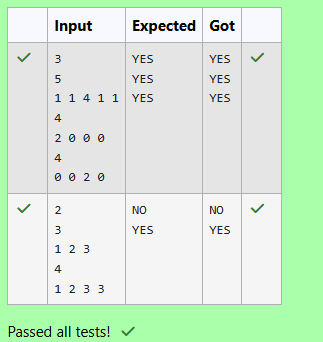 Input Expected Got
3 YES YES
5 YES YES
1 1 4 1 1 YES YES
4
2 0 0 0
4
0 0 2 0
2 NO NO
3 YES YES
1 2 3
4
1 2 3 3
Passed all tests!